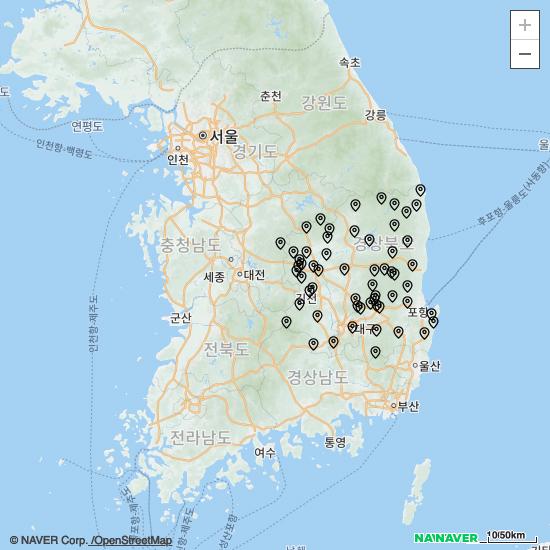 +
−
속초
춘천
강원도
강릉
도
연평도
서울
인천
경기도
인천항-백령도
울
후포항-울릉도(사동항)
충청남도
경상북도
세종
대전
김천
인천항-제주도
군산
포항
대구
전라북도
경상남도
울산
부산
전라남도
통영
여수
© NAVER Corp. /OpenStreetMap
NAVER
10/50km